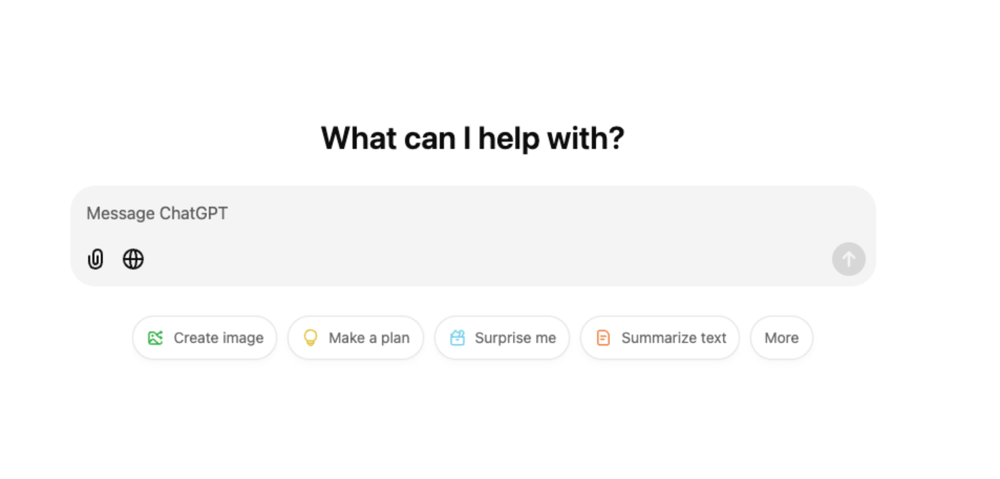 What can I help with?
Message ChatGPT
Create image
Make a plan
Surprise me
Summarize text
More